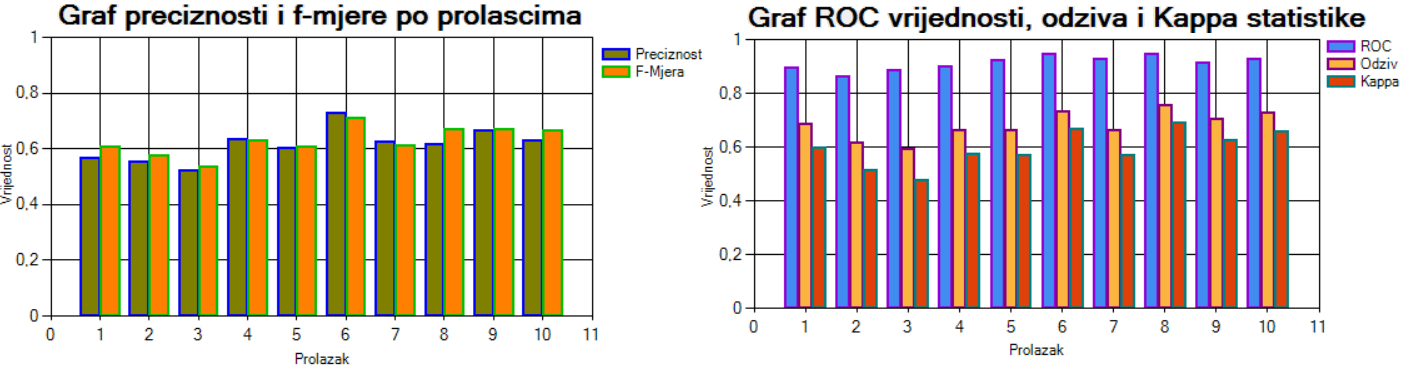 Graf preciznosti i f-mjere po prolascima
1
0,8
0,6
0,4
0,2
0
Vrijednost
0 1 2 3 4 5 6 7 8 9 10 11
Prolazak
Preciznost
F-Mjera
Graf ROC vrijednosti, odziva i Kappa statistike
1
0,8
0,6
0,4
0,2
0
Vrijednost
0 1 2 3 4 5 6 7 8 9 10 11
Prolazak
ROC
Odziv
Kappa